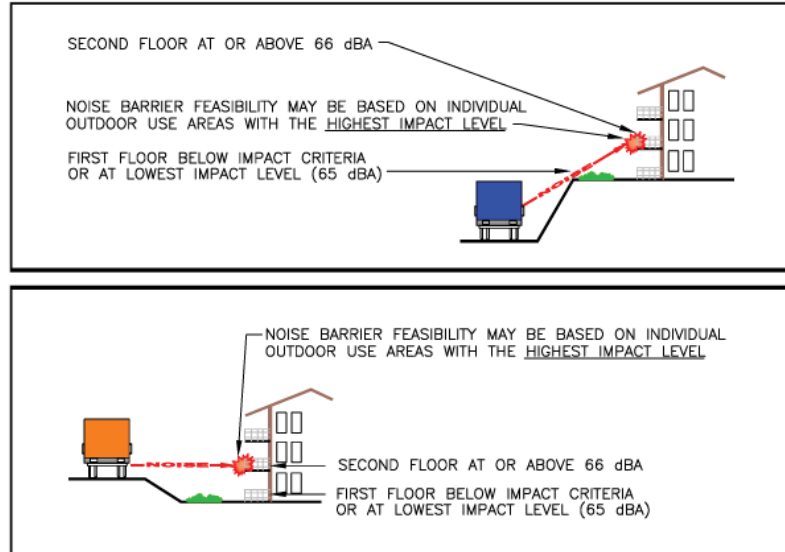 SECOND FLOOR AT OR ABOVE 66 dBA
NOISE BARRIER FEASIBILITY MAY BE BASED ON INDIVIDUAL
OUTDOOR USE AREAS WITH THE HIGHEST IMPACT LEVEL
FIRST FLOOR BELOW IMPACT CRITERIA
OR AT LOWEST IMPACT LEVEL (65 dBA)
NOISE
NOISE BARRIER FEASIBILITY MAY BE BASED ON INDIVIDUAL
OUTDOOR USE AREAS WITH THE HIGHEST IMPACT LEVEL
NOISE
SECOND FLOOR AT OR ABOVE 66 dBA
FIRST FLOOR BELOW IMPACT CRITERIA
OR AT LOWEST IMPACT LEVEL (65 dBA)